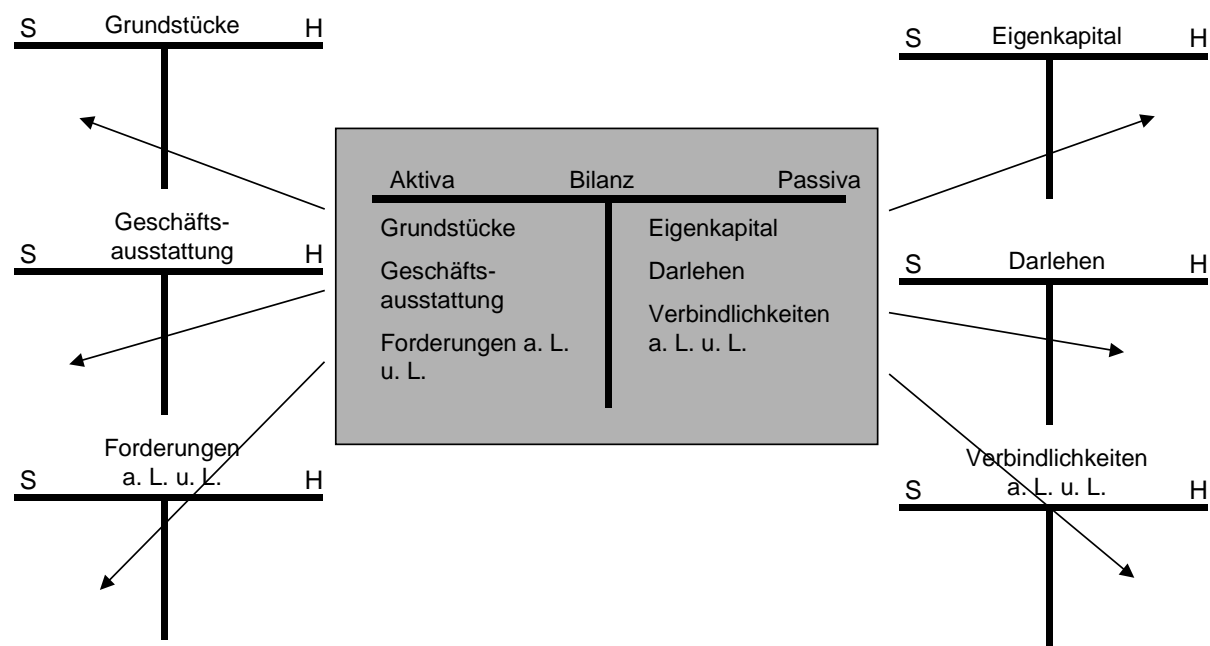 S Grundstücke H
Geschäfts-
ausstattung
S H
Forderungen
a. L. u. L.
S H
Aktiva Bilanz Passiva
Grundstücke
Geschäfts-
ausstattung
Forderungen a. L.
u. L.
Eigenkapital
Darlehen
Verbindlichkeiten
a. L. u. L.
S Eigenkapital H
S Darlehen H
Verbindlichkeiten
a. L. u. L.
S H